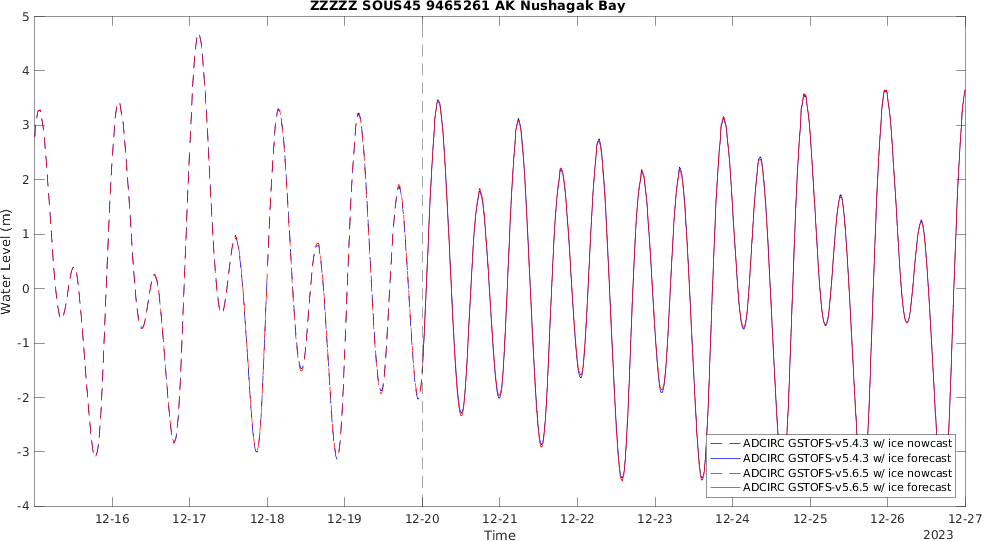 ZZZZZ SOUS45 9465261 AK Nushagak Bay
5
4
3
2
1
0
-1
-2
-3
-4
Water Level (m)
ADCIRC GSTOFS-v5.4.3 w/ ice nowcast
ADCIRC GSTOFS-v5.4.3 w/ ice forecast
ADCIRC GSTOFS-v5.6.5 w/ ice nowcast
ADCIRC GSTOFS-v5.6.5 w/ ice forecast
12-16 12-17 12-18 12-19 12-20 12-21 12-22 12-23 12-24 12-25 12-26 12-27
Time
2023